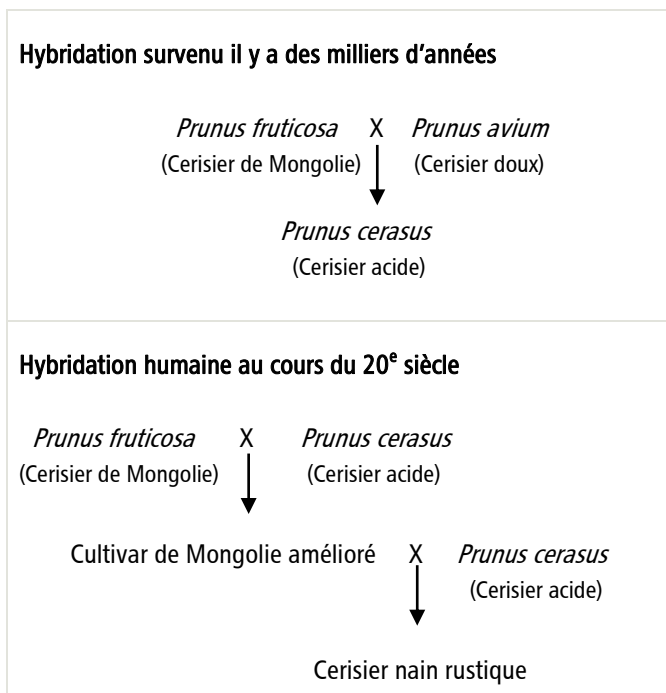 Hybridation survenu il y a des milliers d'années
Prunus fruticosa X Prunus avium
(Cerisier de Mongolie) (Cerisier doux)
Prunus cerasus
(Cerisier acide)
Hybridation humaine au cours du 20e siècle
Prunus fruticosa X Prunus cerasus
(Cerisier de Mongolie) (Cerisier acide)
Cultivar de Mongolie amélioré X Prunus cerasus
(Cerisier acide)
Cerisier nain rustique